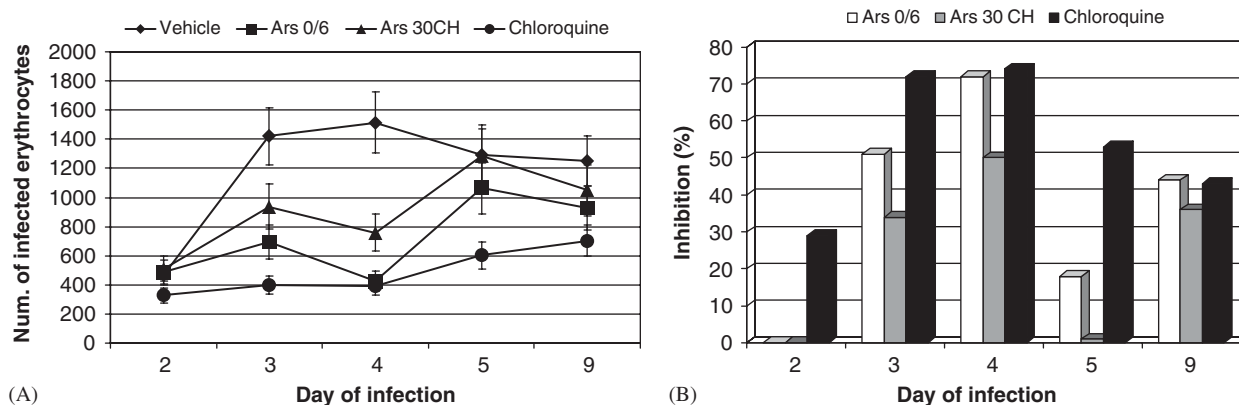 Vehicle Ars 0/6 Ars 30CH Chloroquine
2000
1800
1600
1400
1200
1000
800
600
400
200
0
Num. of infected erythrocytes
2 3 4 5 9
(A) Day of infection
Ars 0/6 Ars 30 CH Chloroquine
80
70
60
50
40
30
20
10
0
Inhibition (%)
2 3 4 5 9
(B) Day of infection